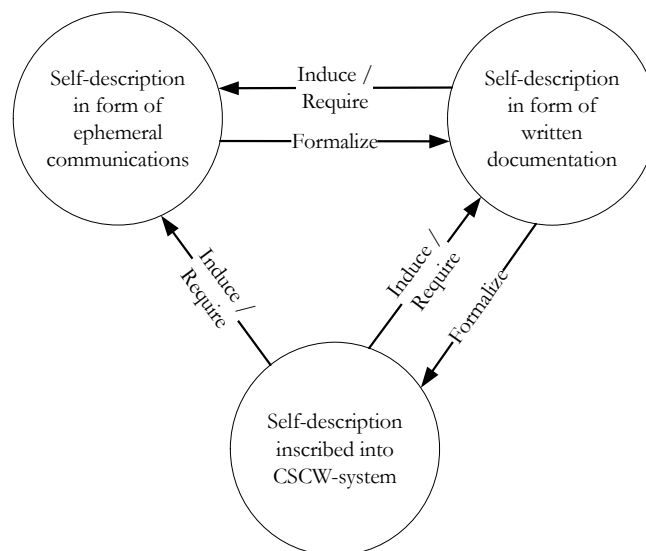 Self-description
in form of
ephemeral
communications
Induce /
Require
Formalize
Self-description
in form of
written
documentation
Induce /
Require
Induce /
Require
Formalize
Self-description
inscribed into
CSCW-system